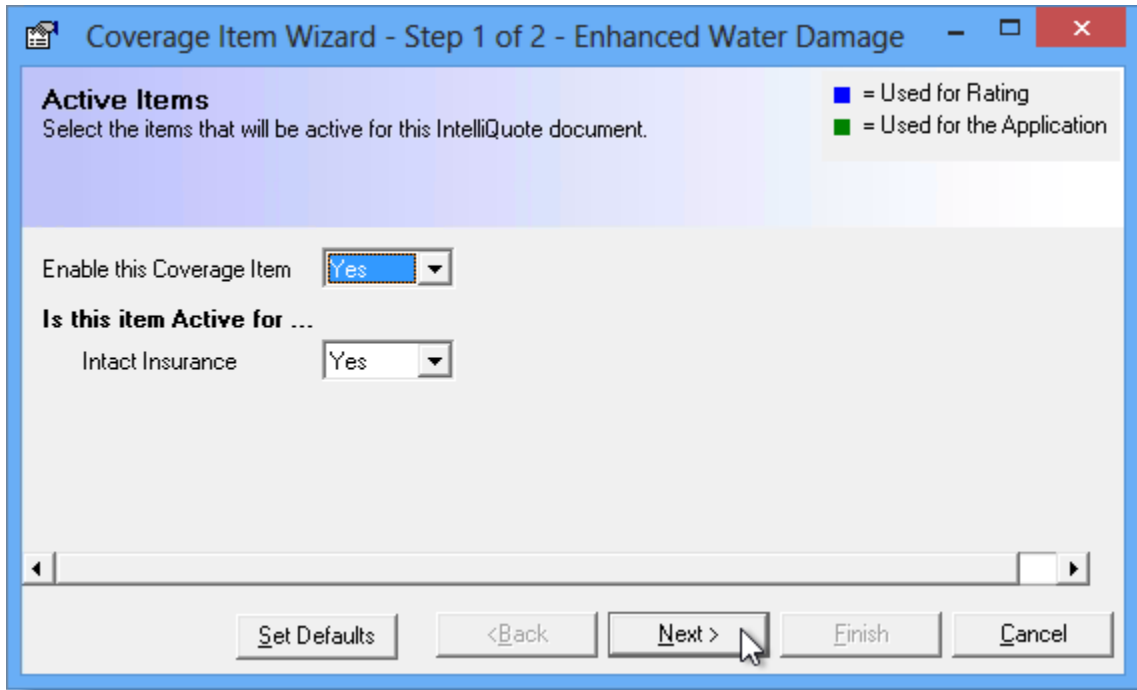 Coverage Item Wizard - Step 1 of 2 - Enhanced Water Damage
Active Items
Select the items that will be active for this IntelliQuote document.
= Used for Rating
= Used for the Application
Enable this Coverage Item Yes
Is this item Active for ...
Intact Insurance Yes
Set Defaults <Back Next > Finish Cancel